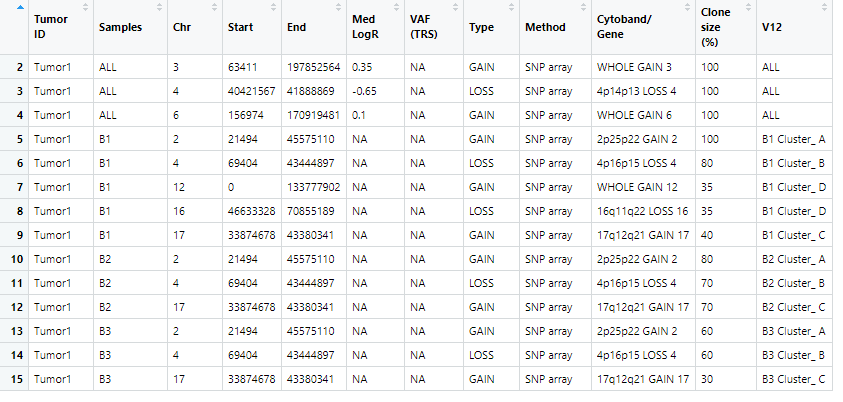 Tumor ID Samples Chr Start End Med LogR VAF (TRS) Type Method Cytoband/ Gene Clone size (%) V12
2 Tumor1 ALL 3 63411 197852564 0.35 NA GAIN SNP array WHOLE GAIN 3 100 ALL
3 Tumor1 ALL 4 40421567 41888869 -0.65 NA LOSS SNP array 4p14p13 LOSS 4 100 ALL
4 Tumor1 ALL 6 156974 170919481 0.1 NA GAIN SNP array WHOLE GAIN 6 100 ALL
5 Tumor1 B1 2 21494 45575110 NA NA GAIN SNP array 2p25p22 GAIN 2 100 B1 Cluster_ A
6 Tumor1 B1 4 69404 43444897 NA NA LOSS SNP array 4p16p15 LOSS 4 80 B1 Cluster_ B
7 Tumor1 B1 12 0 133777902 NA NA GAIN SNP array WHOLE GAIN 12 35 B1 Cluster_ D
8 Tumor1 B1 16 46633328 70855189 NA NA LOSS SNP array 16q11q22 LOSS 16 35 B1 Cluster_ D
9 Tumor1 B1 17 33874678 43380341 NA NA GAIN SNP array 17q12q21 GAIN 17 40 B1 Cluster_ C
10 Tumor1 B2 2 21494 45575110 NA NA GAIN SNP array 2p25p22 GAIN 2 80 B2 Cluster_ A
11 Tumor1 B2 4 69404 43444897 NA NA LOSS SNP array 4p16p15 LOSS 4 70 B2 Cluster_ B
12 Tumor1 B2 17 33874678 43380341 NA NA GAIN SNP array 17q12q21 GAIN 17 70 B2 Cluster_ C
13 Tumor1 B3 2 21494 45575110 NA NA GAIN SNP array 2p25p22 GAIN 2 60 B3 Cluster_ A
14 Tumor1 B3 4 69404 43444897 NA NA LOSS SNP array 4p16p15 LOSS 4 60 B3 Cluster_ B
15 Tumor1 B3 17 33874678 43380341 NA NA GAIN SNP array 17q12q21 GAIN 17 30 B3 Cluster_ C